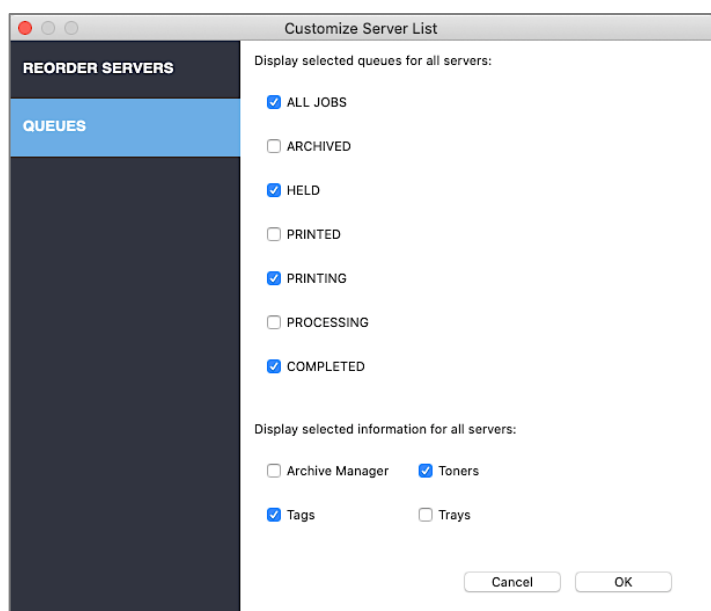 Customize Server List
REORDER SERVERS
QUEUES
Display selected queues for all servers:
ALL JOBS
ARCHIVED
HELD
PRINTED
PRINTING
PROCESSING
COMPLETED
Display selected information for all servers:
Archive Manager Toners
Tags Trays
Cancel OK